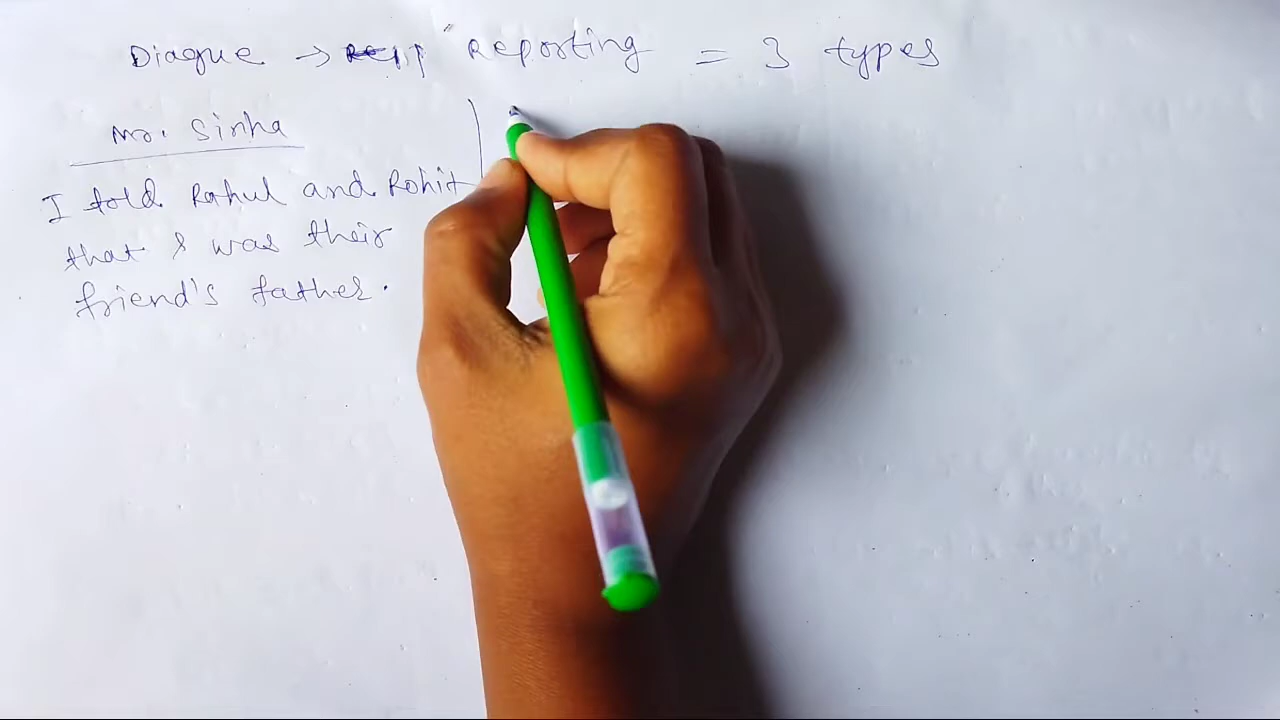 Diague → Reporting = 3 types
Mr. Sinha
I told Rahul and Rohit
that I was their
friend's father.